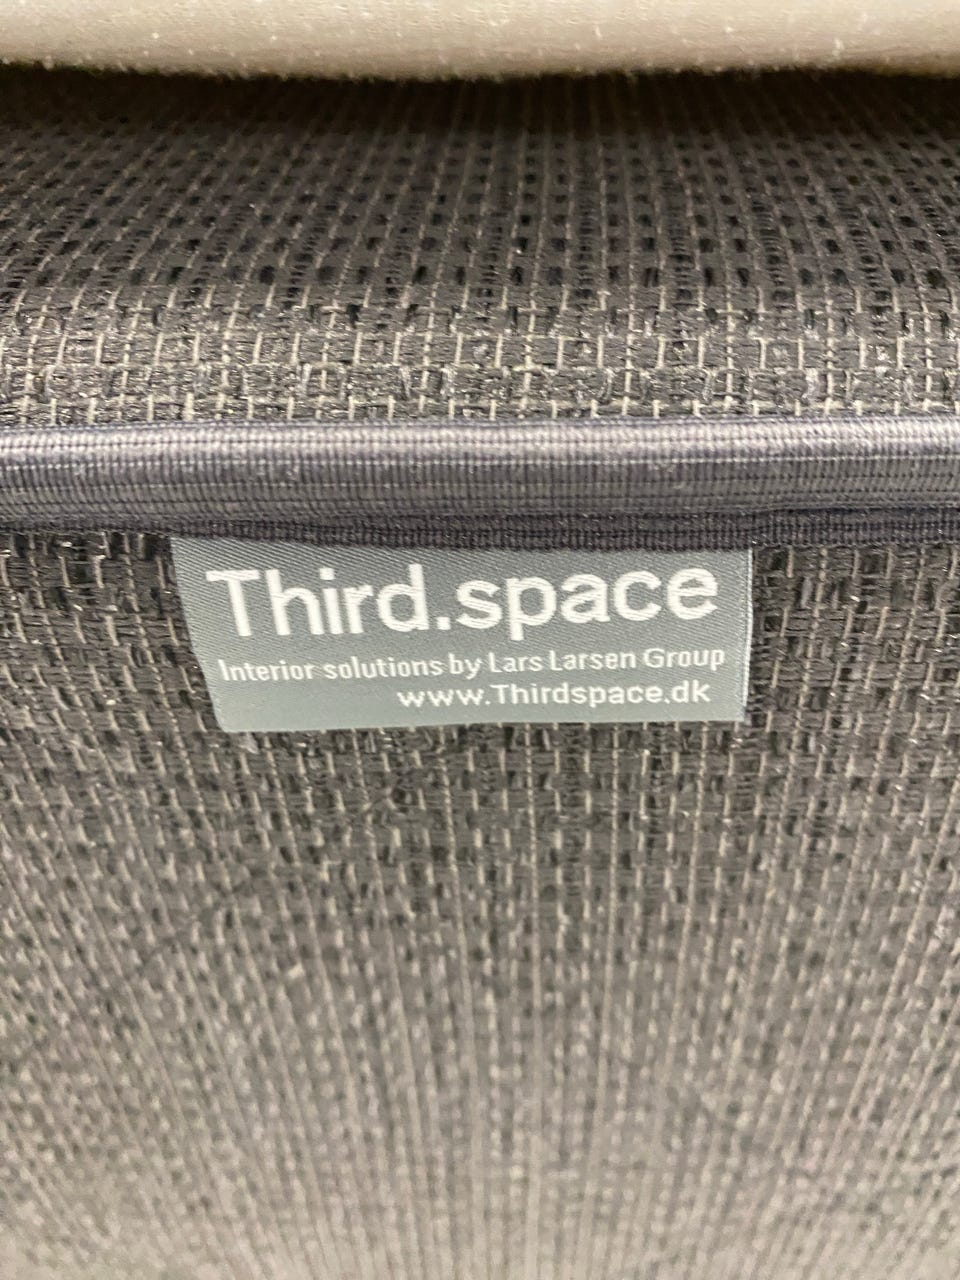 Third.space
Interior solutions by Lars Larsen Group
www.Thirdspace.dk